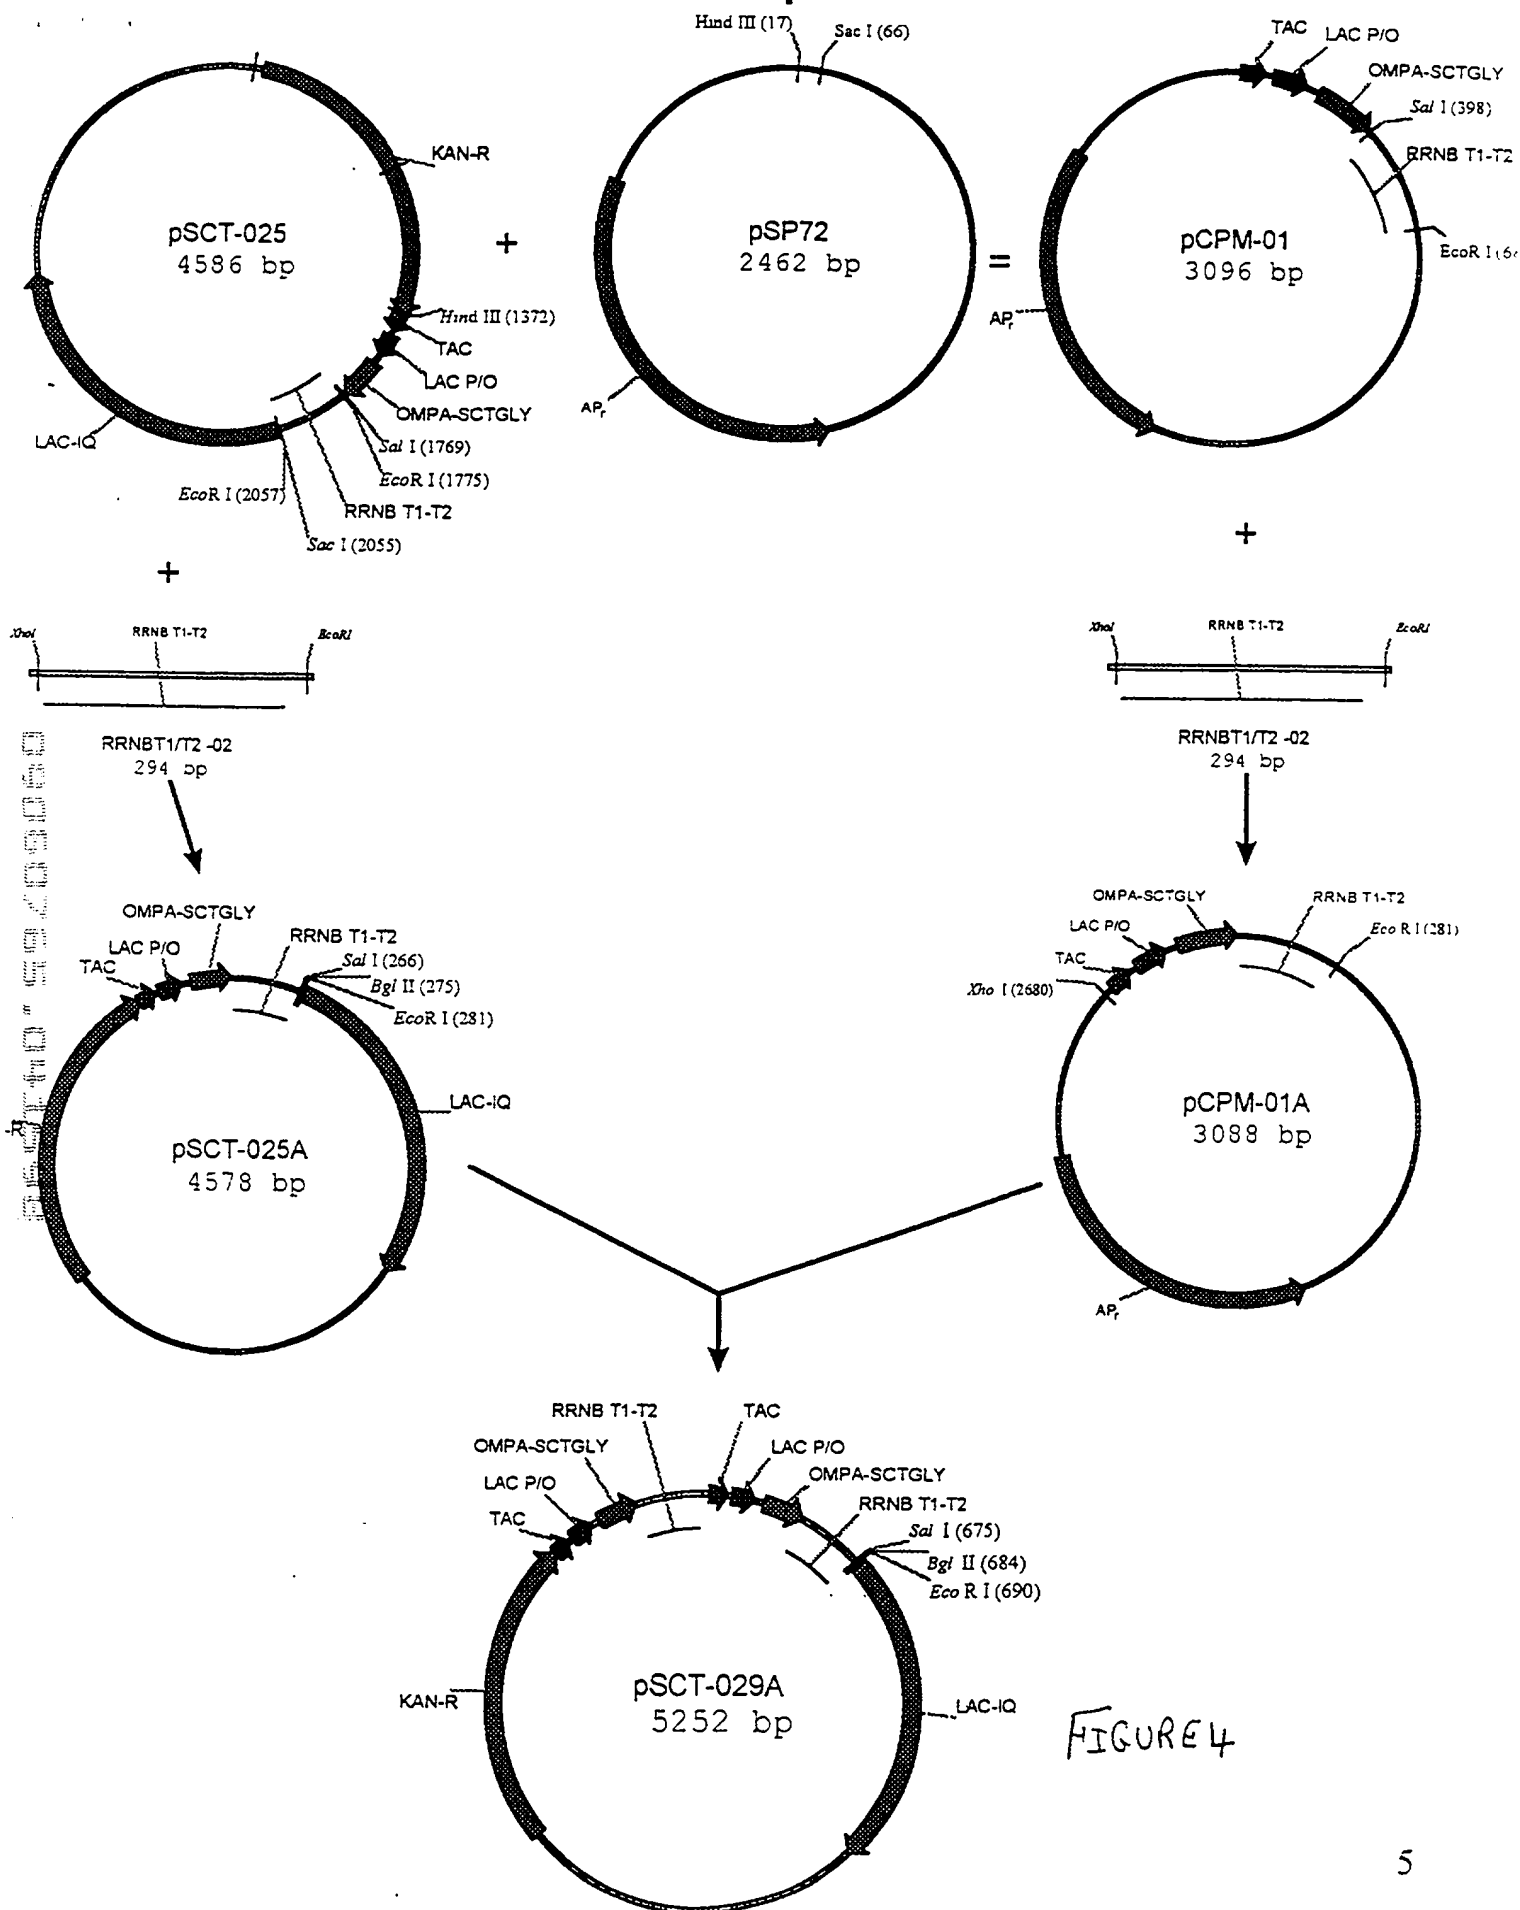 Hind III (17)
Sac I (66)
TAC
LAC P/O
OMPA-SCTGLY
Sal I (398)
RRNB T1-T2
EcoR I
KAN-R
pSCT-025
4586 bp
+
pSP72
2462 bp
=
pCPM-01
3096 bp
Hind III (1372)
TAC
LAC P/O
OMPA-SCTGLY
Sal I (1769)
EcoR I (1775)
RRNB T1-T2
EcoR I (2057)
Sac I (2055)
LAC-IQ
APr
APr
+
+
XhoI
RRNB T1-T2
EcoRI
RRNBT1/T2 -02
294 bp
XhoI
RRNB T1-T2
EcoRI
RRNBT1/T2 -02
294 bp
OMPA-SCTGLY
LAC P/O
TAC
RRNB T1-T2
Sal I (266)
Bgl II (275)
EcoR I (281)
LAC-IQ
-R
pSCT-025A
4578 bp
OMPA-SCTGLY
LAC P/O
TAC
Xho I (2680)
RRNB T1-T2
Eco R I (281)
pCPM-01A
3088 bp
APr
RRNB T1-T2
TAC
OMPA-SCTGLY
LAC P/O
LAC P/O
OMPA-SCTGLY
TAC
RRNB T1-T2
Sal I (675)
Bgl II (684)
Eco R I (690)
KAN-R
pSCT-029A
5252 bp
LAC-IQ
FIGURE 4
5